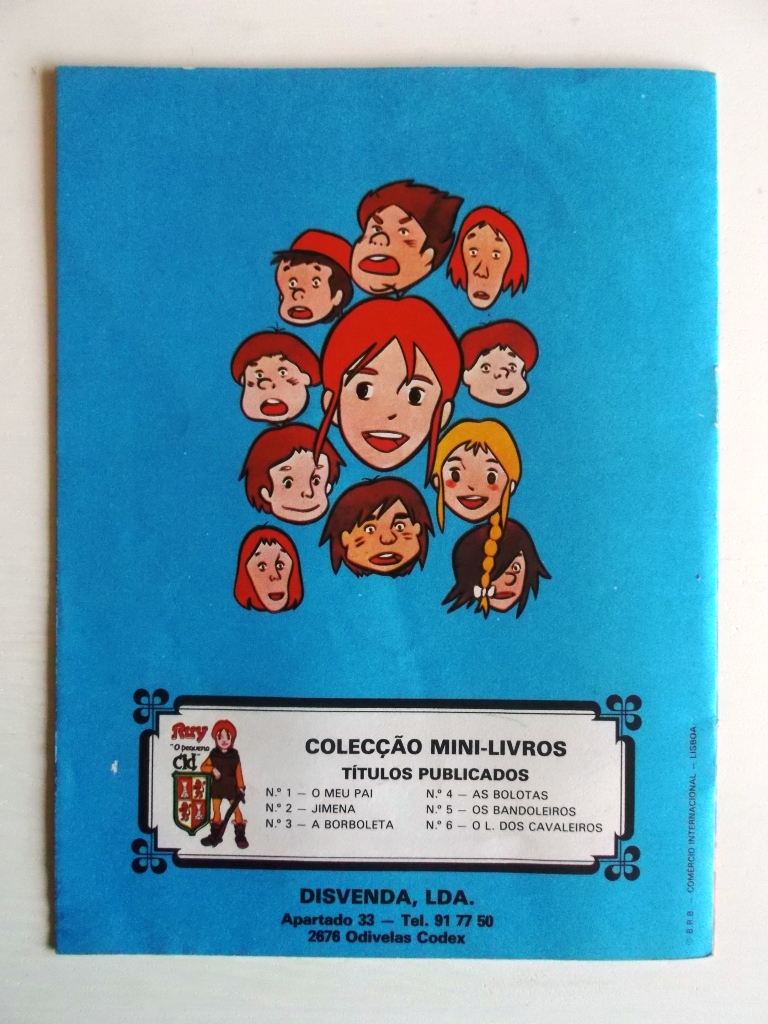 Ruy
"O pequeno
Cid"
COLECÇÃO MINI-LIVROS
TÍTULOS PUBLICADOS
N.º 1 — O MEU PAI
N.º 2 — JIMENA
N.º 3 — A BORBOLETA
N.º 4 — AS BOLOTAS
N.º 5 — OS BANDOLEIROS
N.º 6 — O L. DOS CAVALEIROS
DISVENDA, LDA.
Apartado 33 — Tel. 91 77 50
2676 Odivelas Codex
© B.R.B. - COMÉRCIO INTERNACIONAL — LISBOA